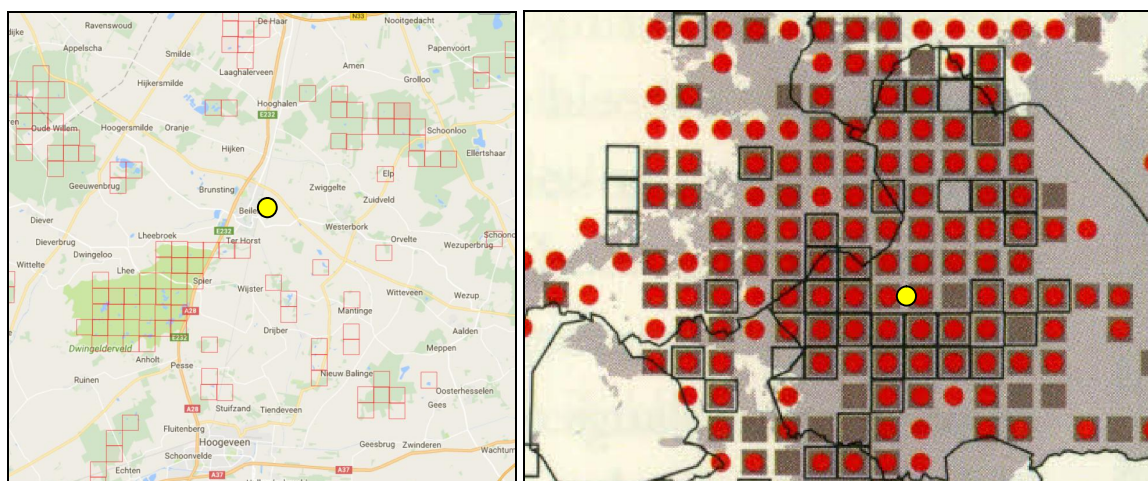 N33
De Haar
Nooitgedacht
Ravenswoud
Appelscha
Smilde
Papenvoort
Amen
Grolloo
Laaghalerveen
Hijkersmilde
Hooghalen
E232
Oude Willem
Hoogersmilde
Oranje
Schoonloo
Hijken
Ellertshaar
Elp
Geeuwenbrug
Brunsting
Zwiggelte
Zuidveld
Diever
Beile
Westerbork
E232
Lheebroek
Dieverbrug
Ter Horst
Orvelte
Wezuperbrug
Schoono
Dwingeloo
Wittelte
Lhee
Spier
Wijster
Witteveen
Wezup
A28
Mantinge
Drijber
E232
Aalden
Dwingelderveld
Anholt
Meppen
Pesse
Ruinen
Nieuw Balinge
Oosterhesselen
Stuifzand
Tiendeveen
Gees
A28
Fluitenberg
Hoogeveen
Geesbrug
Zwinderen
Schoonvelde
Wachtum
Echten
A37
A37